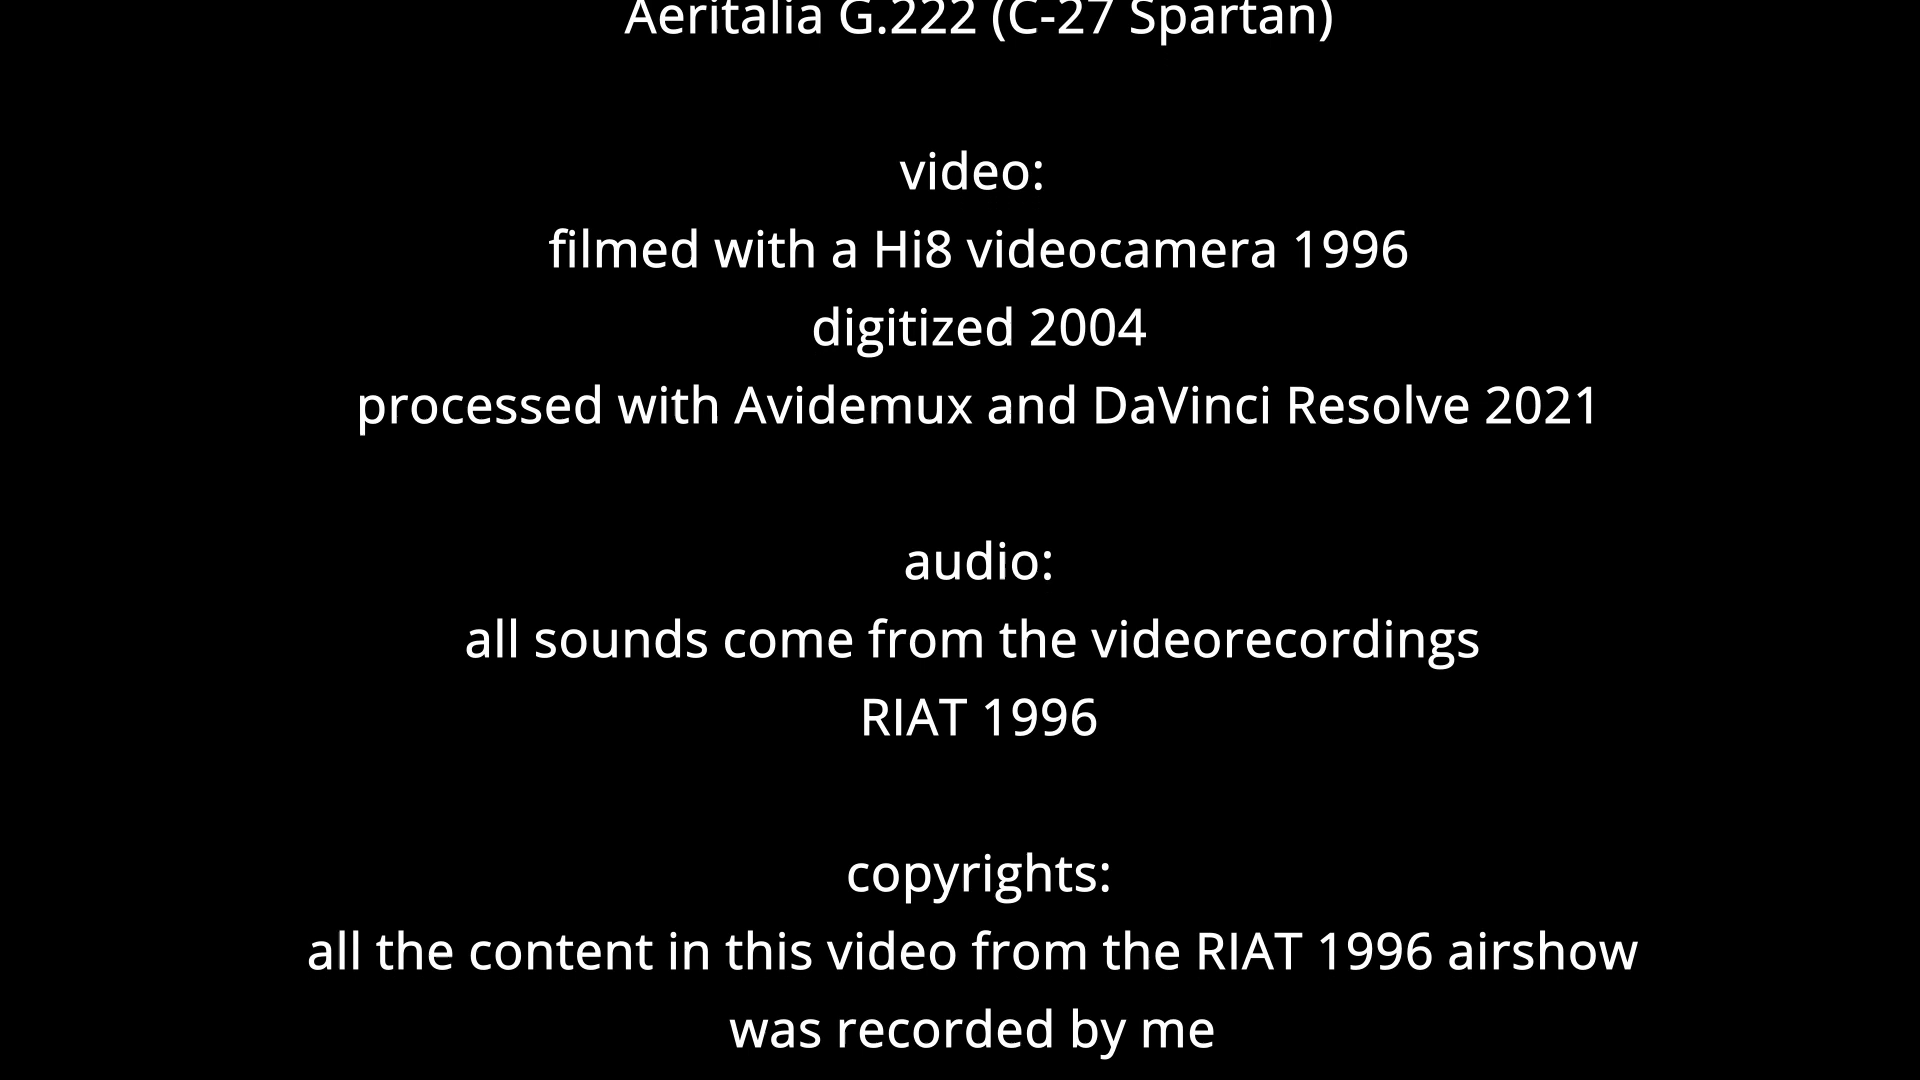 Aeritalia G.222 (C-27 Spartan)
video:
filmed with a Hi8 videocamera 1996
digitized 2004
processed with Avidemux and DaVinci Resolve 2021
audio:
all sounds come from the videorecordings
RIAT 1996
copyrights:
all the content in this video from the RIAT 1996 airshow
was recorded by me